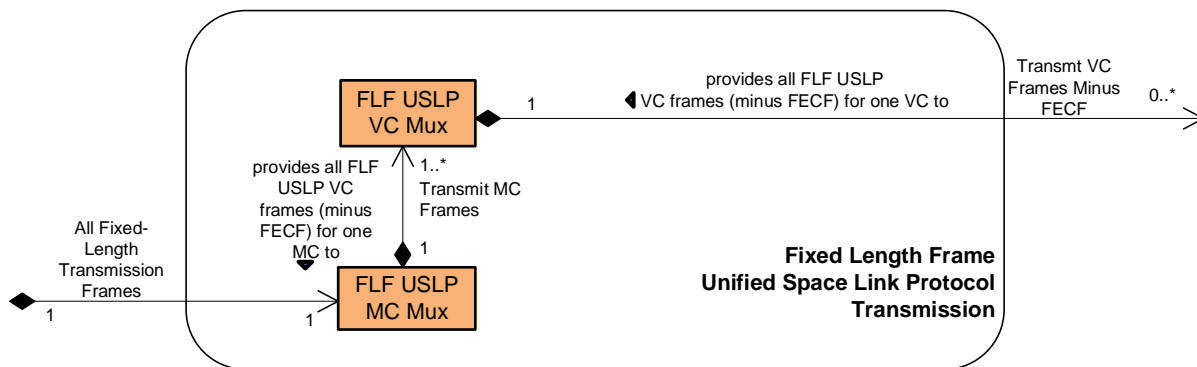 provides all FLF USLP
VC frames (minus FECF) for one VC to
Transmt VC
Frames Minus
FECF
0..*
FLF USLP
VC Mux
1
provides all FLF
USLP VC
frames (minus
FECF) for one
MC to
1..*
Transmit MC
Frames
1
All Fixed-
Length
Transmission
Frames
1
1
FLF USLP
MC Mux
Fixed Length Frame
Unified Space Link Protocol
Transmission